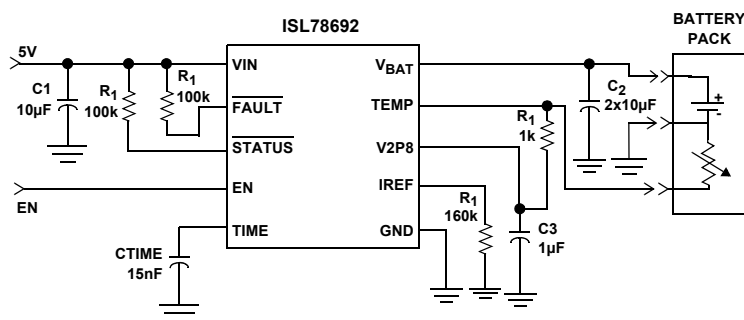 ISL78692
BATTERY
PACK
5V
C1
10µF
R1
100k
R1
100k
VIN
FAULT
STATUS
EN
TIME
EN
CTIME
15nF
VBAT
TEMP
V2P8
IREF
GND
R1
1k
R1
160k
C3
1µF
C2
2x10µF
+
-